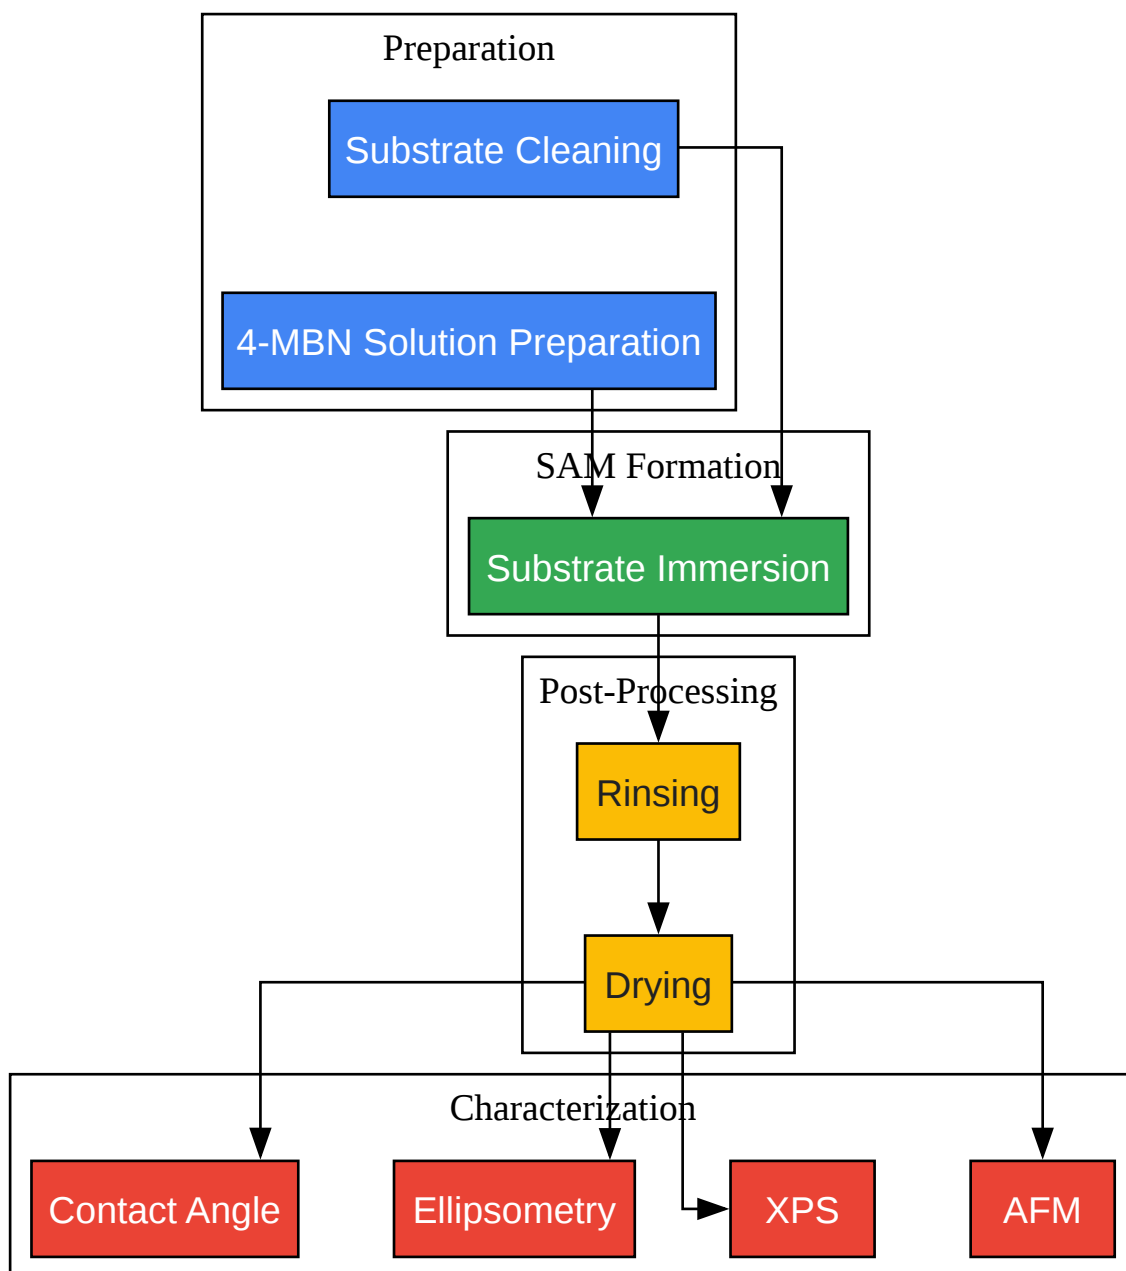 Preparation
Substrate Cleaning
4-MBN Solution Preparation
SAM Formation
Substrate Immersion
Post-Processing
Rinsing
Drying
Characterization
Contact Angle
Ellipsometry
XPS
AFM